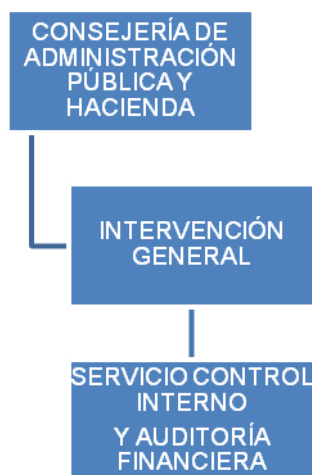 CONSEJERÍA DE
ADMINISTRACIÓN
PÚBLICA Y
HACIENDA
INTERVENCIÓN
GENERAL
SERVICIO CONTROL
INTERNO
Y AUDITORÍA
FINANCIERA